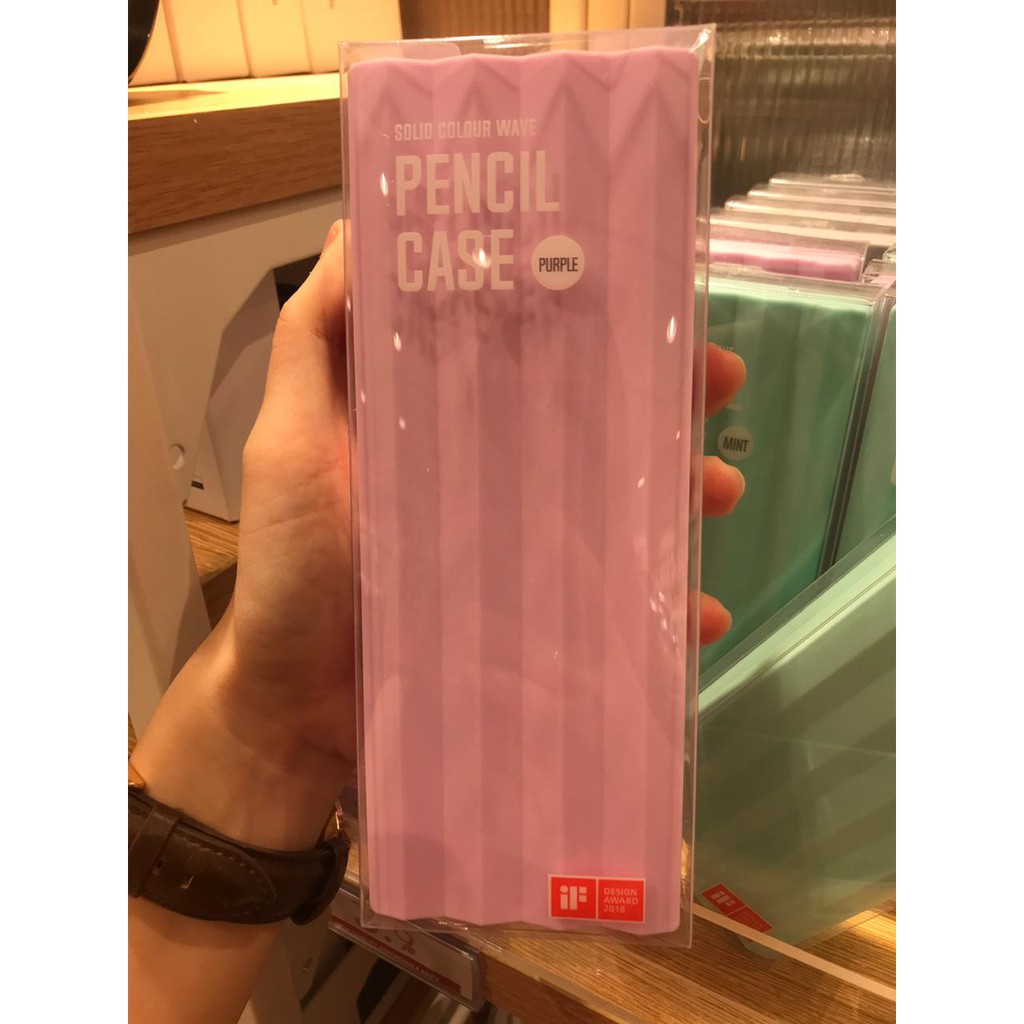 SOLID COLOUR WAVE
PENCIL
CASE
PURPLE
MINT
iF
DESIGN
AWARD
2018